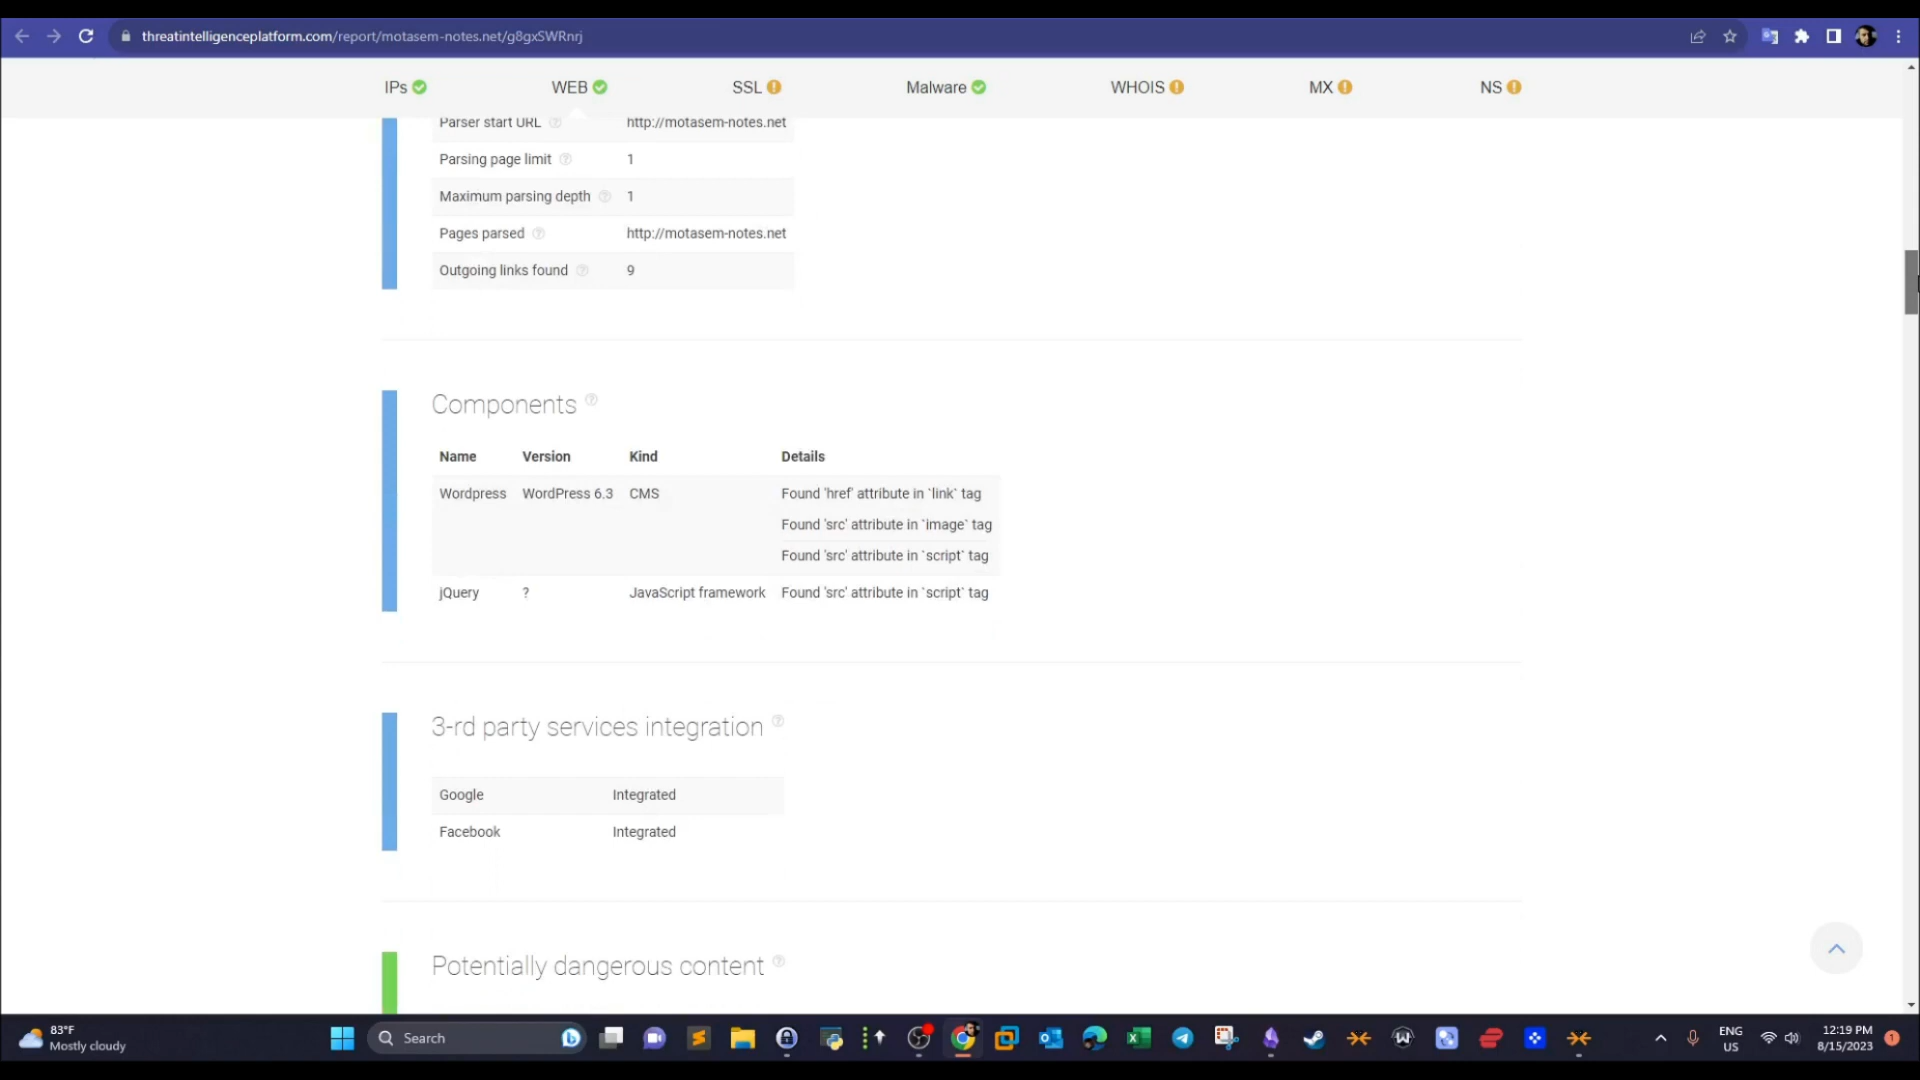 threatintelligenceplatform.com/report/motasem-notes.net/g8gxSWRnrj
IPs WEB SSL Malware WHOIS MX NS
Parser start URL http://motasem-notes.net
Parsing page limit 1
Maximum parsing depth 1
Pages parsed http://motasem-notes.net
Outgoing links found 9
Components
Name Version Kind Details
Wordpress WordPress 6.3 CMS Found 'href' attribute in `link` tag
Found 'src' attribute in `image` tag
Found 'src' attribute in `script` tag
jQuery ? JavaScript framework Found 'src' attribute in `script` tag
3-rd party services integration
Google Integrated
Facebook Integrated
Potentially dangerous content
83°F
Mostly cloudy
Search
ENG
US
12:19 PM
8/15/2023
1